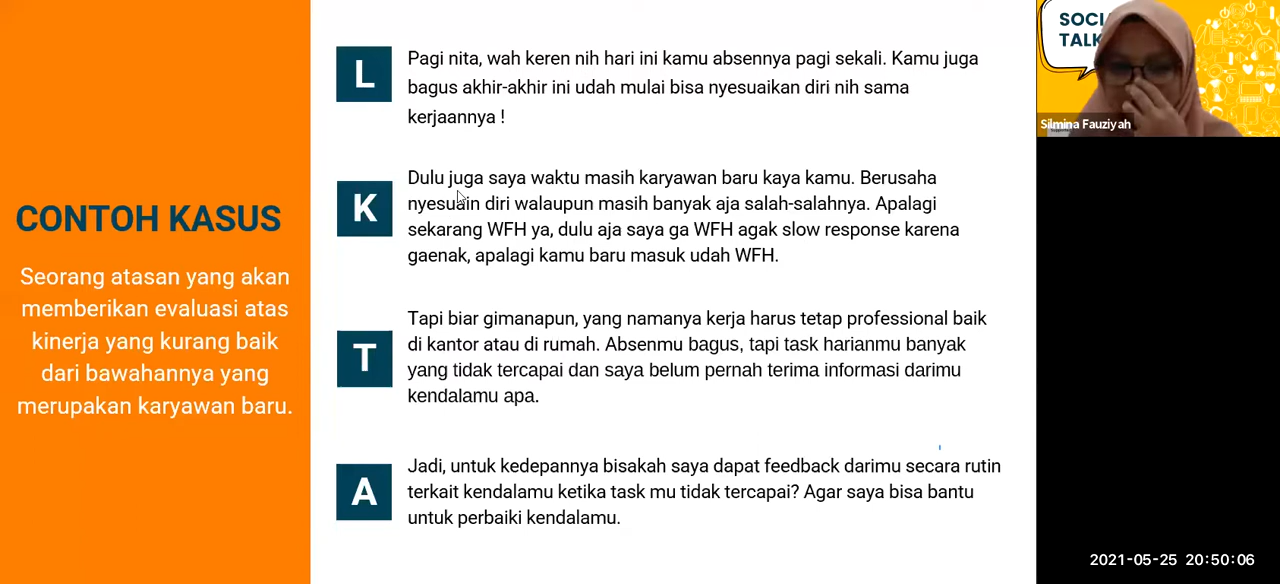 CONTOH KASUS
Seorang atasan yang akan
memberikan evaluasi atas
kinerja yang kurang baik
dari bawahannya yang
merupakan karyawan baru.
L
Pagi nita, wah keren nih hari ini kamu absennya pagi sekali. Kamu juga
bagus akhir-akhir ini udah mulai bisa nyesuaikan diri nih sama
kerjaannya !
K
Dulu juga saya waktu masih karyawan baru kaya kamu. Berusaha
nyesuain diri walaupun masih banyak aja salah-salahnya. Apalagi
sekarang WFH ya, dulu aja saya ga WFH agak slow response karena
gaenak, apalagi kamu baru masuk udah WFH.
T
Tapi biar gimanapun, yang namanya kerja harus tetap professional baik
di kantor atau di rumah. Absenmu bagus, tapi task harianmu banyak
yang tidak tercapai dan saya belum pernah terima informasi darimu
kendalamu apa.
A
Jadi, untuk kedepannya bisakah saya dapat feedback darimu secara rutin
terkait kendalamu ketika task mu tidak tercapai? Agar saya bisa bantu
untuk perbaiki kendalamu.
TALK
Silmina Fauziyah
2021-05-25 20:50:06